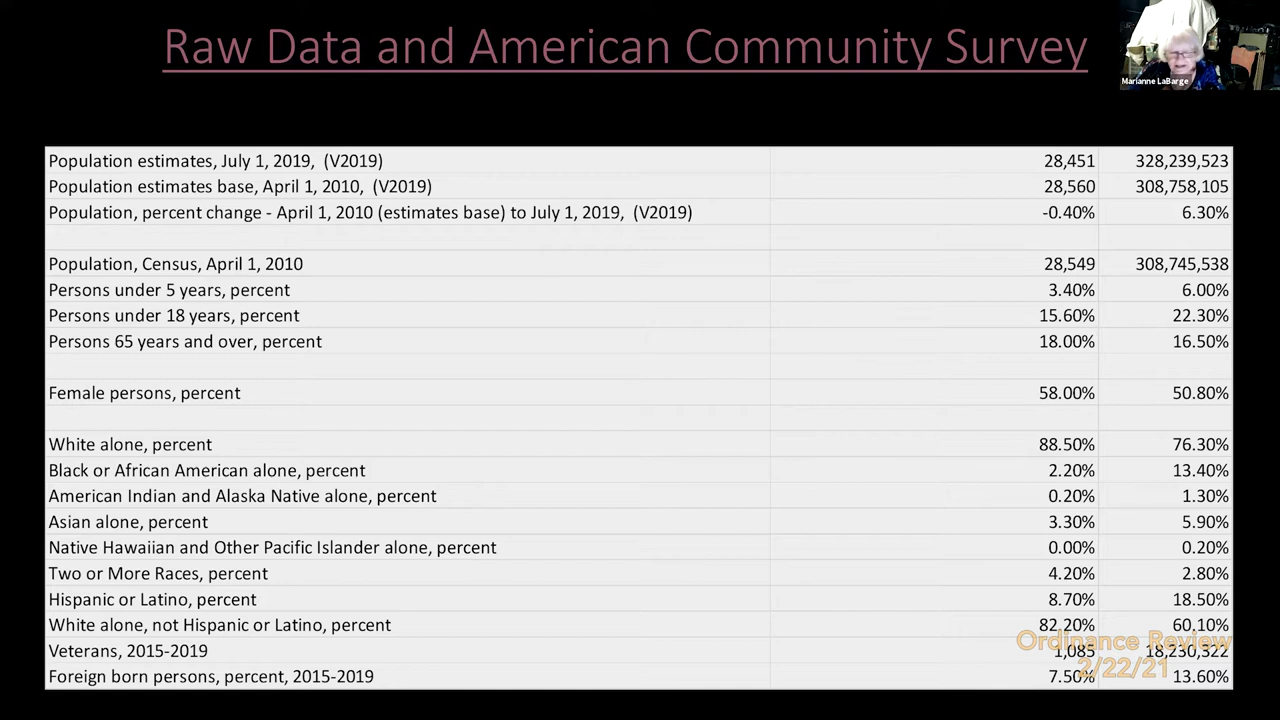 Raw Data and American Community Survey
Marianne LaBarge
Population estimates, July 1, 2019, (V2019) 28,451 328,239,523
Population estimates base, April 1, 2010, (V2019) 28,560 308,758,105
Population, percent change - April 1, 2010 (estimates base) to July 1, 2019, (V2019) -0.40% 6.30%
Population, Census, April 1, 2010 28,549 308,745,538
Persons under 5 years, percent 3.40% 6.00%
Persons under 18 years, percent 15.60% 22.30%
Persons 65 years and over, percent 18.00% 16.50%
Female persons, percent 58.00% 50.80%
White alone, percent 88.50% 76.30%
Black or African American alone, percent 2.20% 13.40%
American Indian and Alaska Native alone, percent 0.20% 1.30%
Asian alone, percent 3.30% 5.90%
Native Hawaiian and Other Pacific Islander alone, percent 0.00% 0.20%
Two or More Races, percent 4.20% 2.80%
Hispanic or Latino, percent 8.70% 18.50%
White alone, not Hispanic or Latino, percent 82.20% 60.10%
Veterans, 2015-2019 1,085 18,230,322
Foreign born persons, percent, 2015-2019 7.50% 13.60%
Ordinance Review
2/22/21